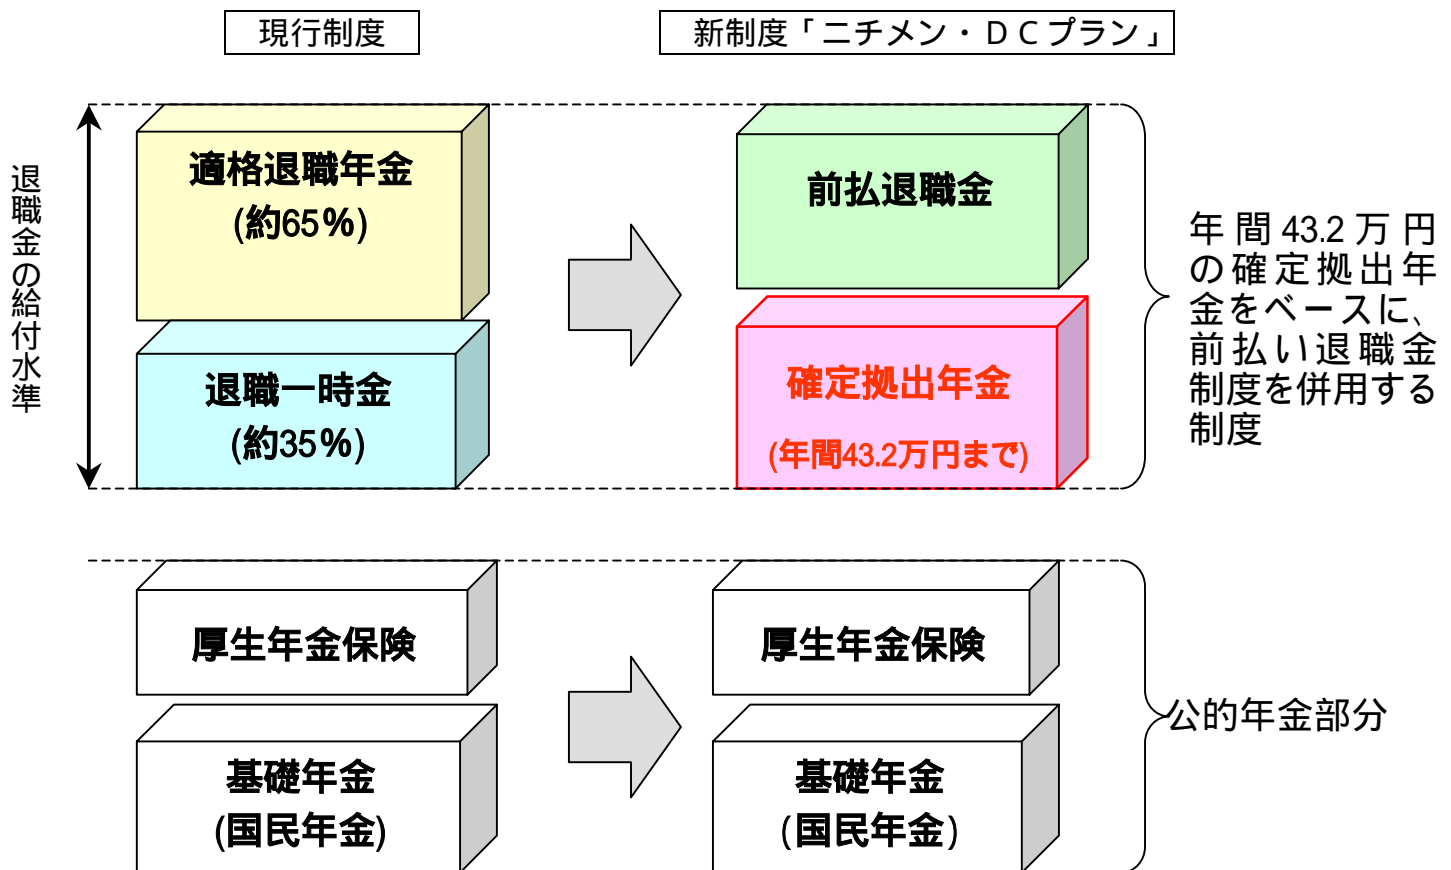 現行制度
新制度「ニチメン・DCプラン」
退職金の給付水準
適格退職年金
(約65%)
退職一時金
(約35%)
前払退職金
確定拠出年金
(年間43.2万円まで)
年間43.2万円
の確定拠出年
金をベースに、
前払い退職金
制度を併用する
制度
厚生年金保険
基礎年金
(国民年金)
厚生年金保険
基礎年金
(国民年金)
公的年金部分